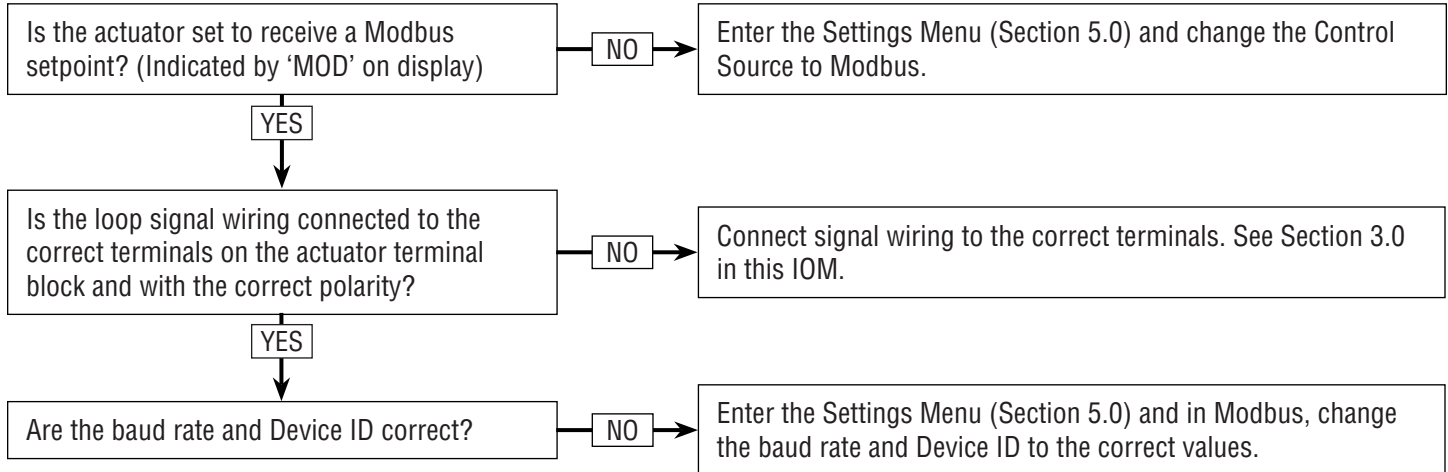 Is the actuator set to receive a Modbus
setpoint? (Indicated by ‘MOD’ on display)
NO
Enter the Settings Menu (Section 5.0) and change the Control
Source to Modbus.
YES
Is the loop signal wiring connected to the
correct terminals on the actuator terminal
block and with the correct polarity?
NO
Connect signal wiring to the correct terminals. See Section 3.0
in this IOM.
YES
Are the baud rate and Device ID correct?
NO
Enter the Settings Menu (Section 5.0) and in Modbus, change
the baud rate and Device ID to the correct values.